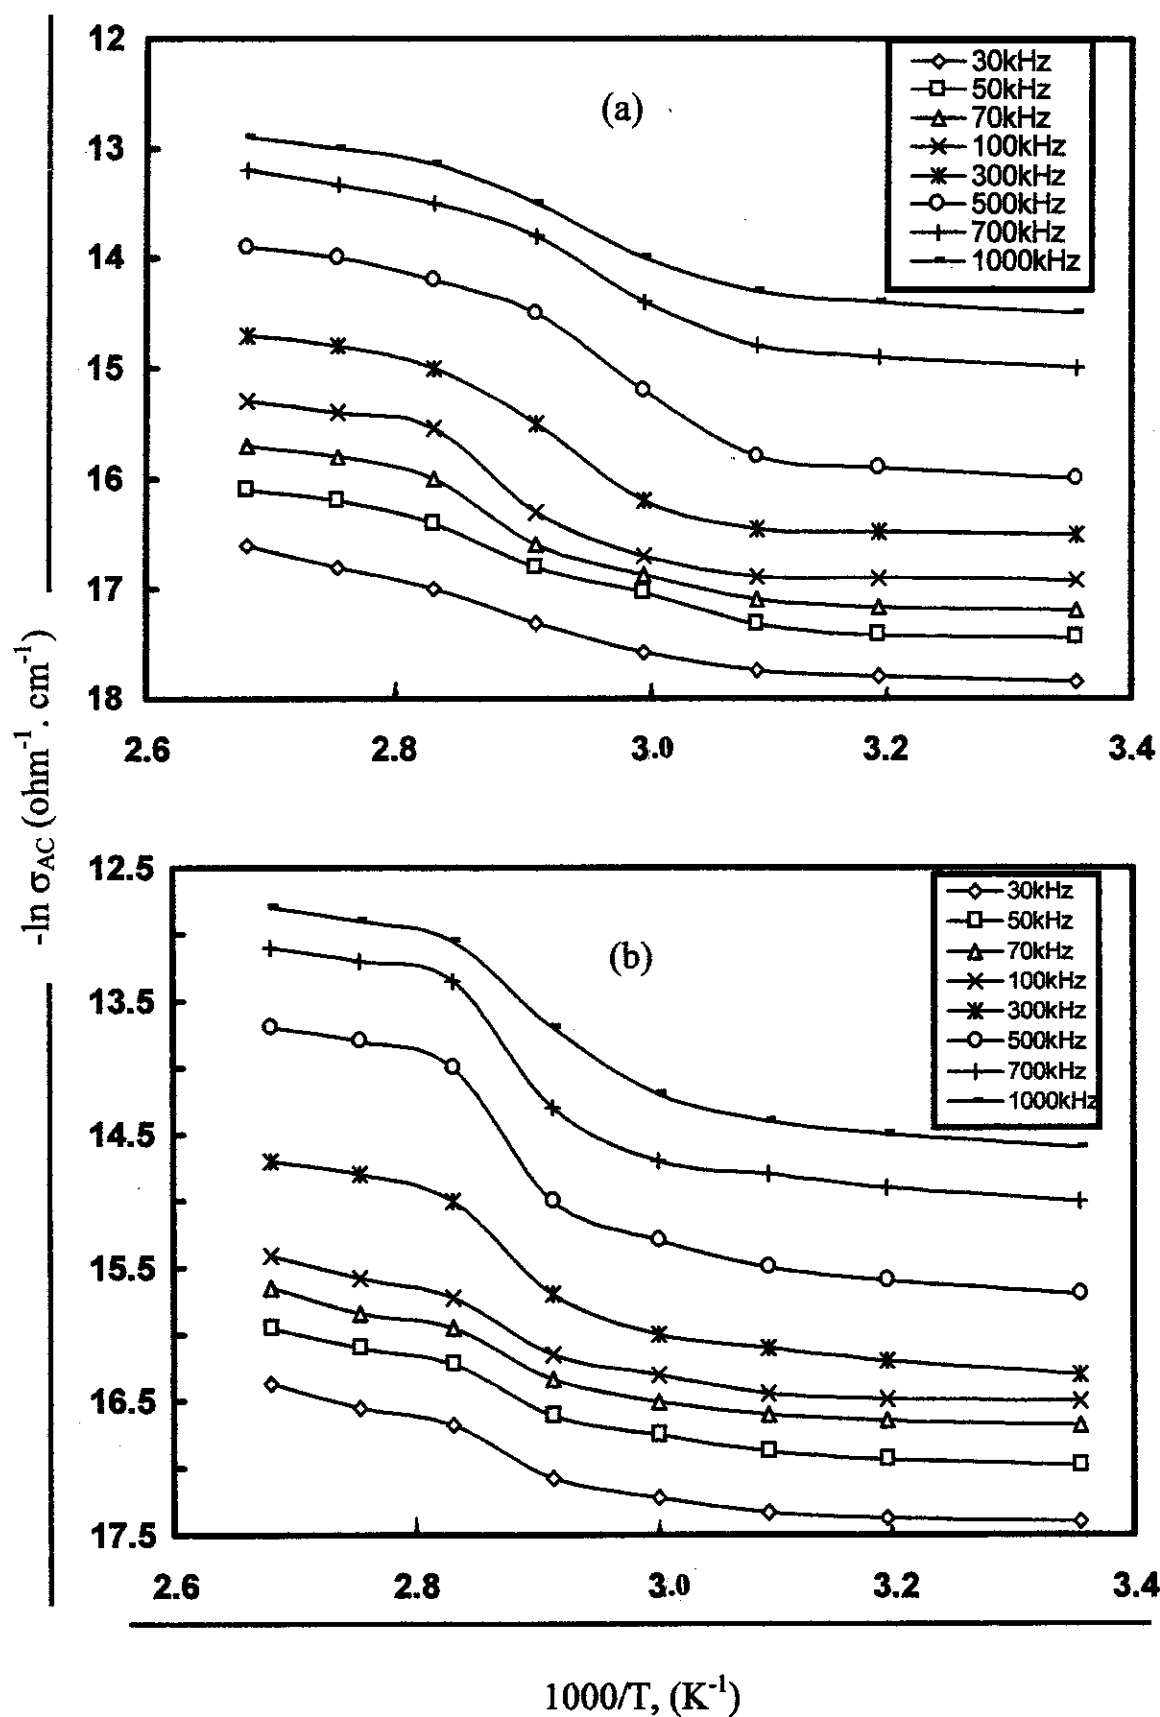 12
13
14
15
16
17
18
2.6 2.8 3.0 3.2 3.4
(a)
30kHz
50kHz
70kHz
100kHz
300kHz
500kHz
700kHz
1000kHz
-ln σAC (ohm⁻¹. cm⁻¹)
12.5
13.5
14.5
15.5
16.5
17.5
2.6 2.8 3.0 3.2 3.4
(b)
30kHz
50kHz
70kHz
100kHz
300kHz
500kHz
700kHz
1000kHz
1000/T, (K⁻¹)